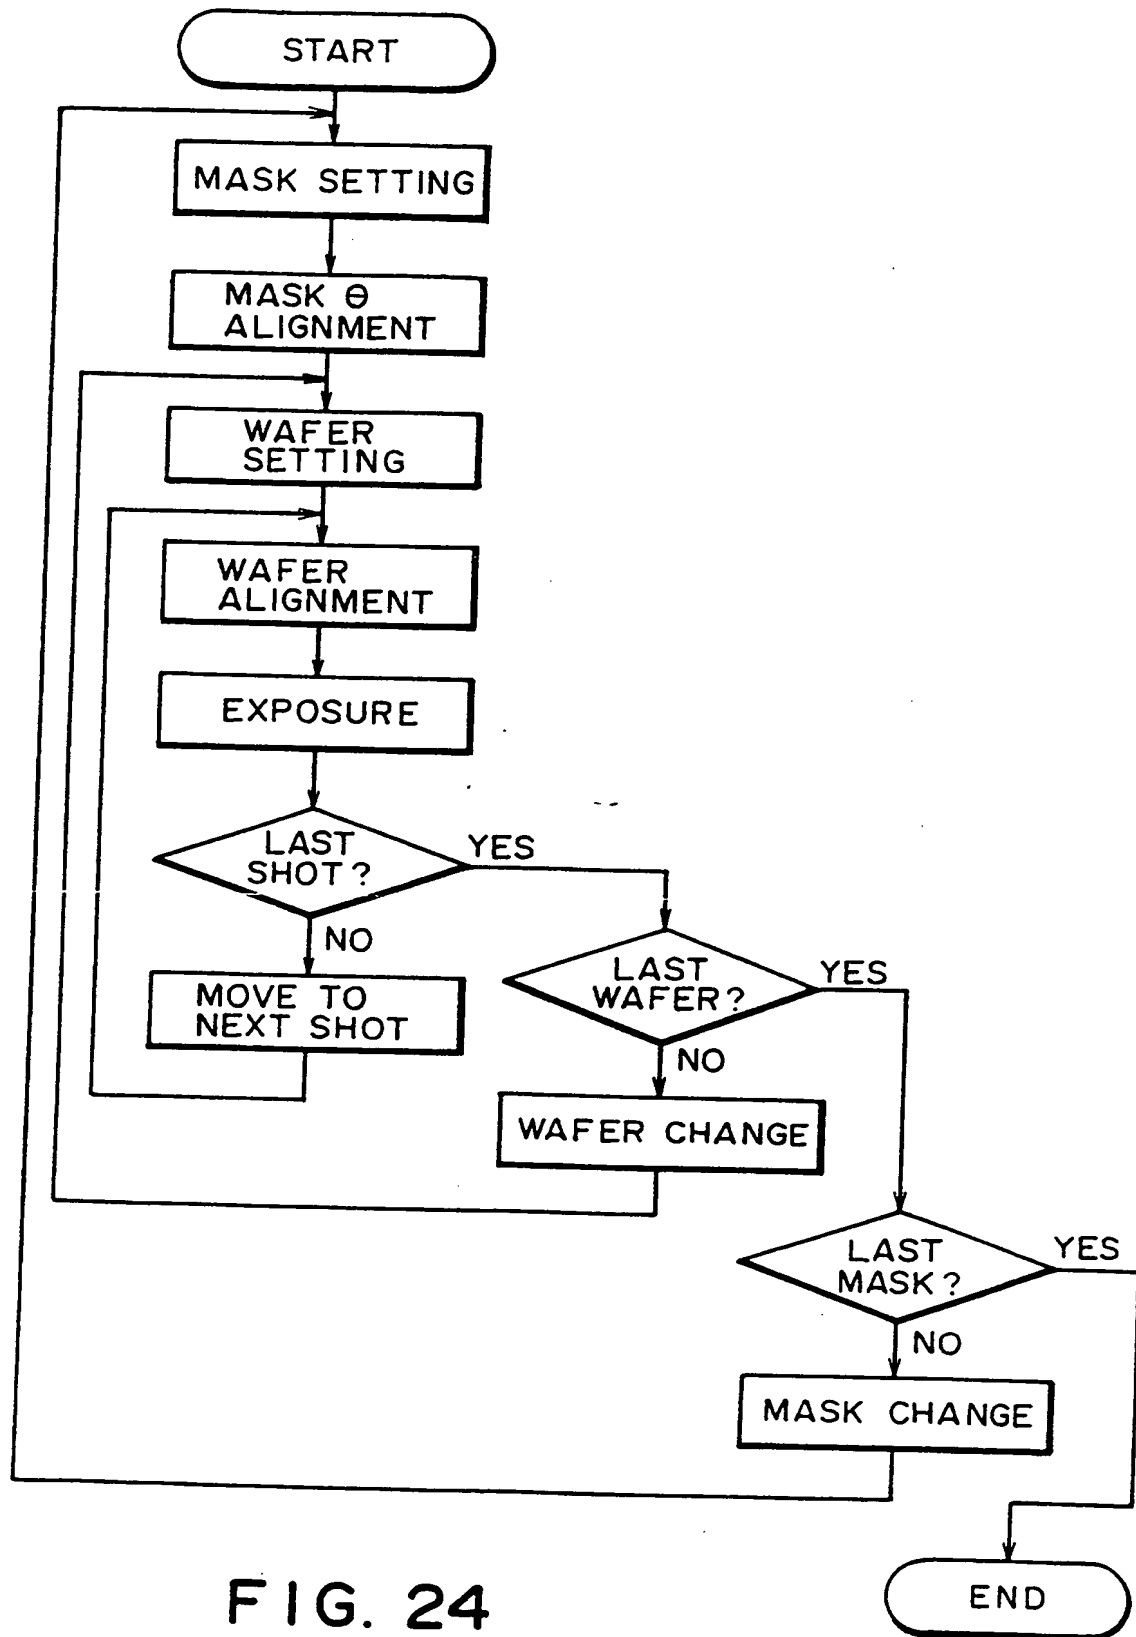 START
MASK SETTING
MASK Θ
ALIGNMENT
WAFER
SETTING
WAFER
ALIGNMENT
EXPOSURE
LAST
SHOT?
YES
NO
MOVE TO
NEXT SHOT
LAST
WAFER?
YES
NO
WAFER CHANGE
LAST
MASK?
YES
NO
MASK CHANGE
END
FIG. 24